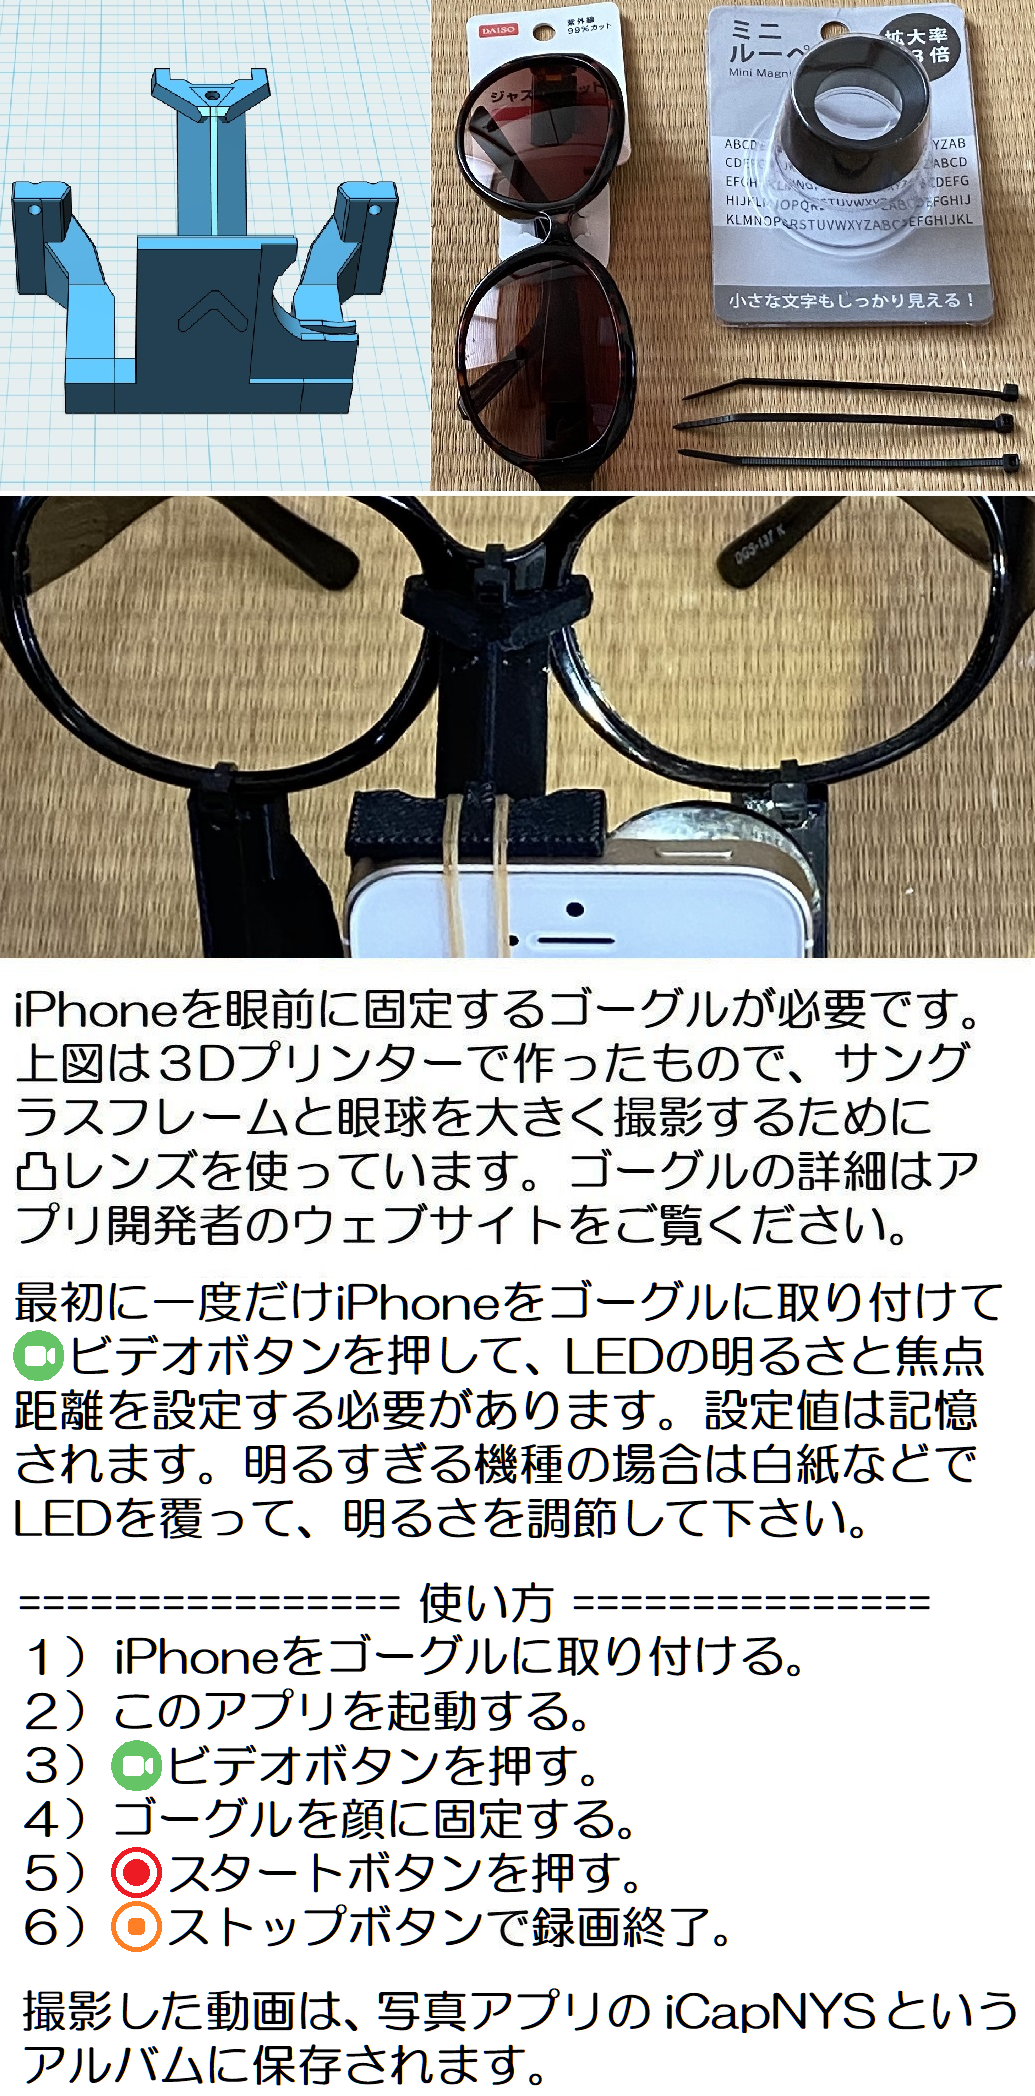 DAISO
紫外線
99%カット
ミニ
ルーペ
Mini Magni
拡大率
3倍
小さな文字もしっかり見える!
DGS-137 K
iPhoneを眼前に固定するゴーグルが必要です。
上図は3Dプリンターで作ったもので、サング
ラスフレームと眼球を大きく撮影するために
凸レンズを使っています。ゴーグルの詳細はア
プリ開発者のウェブサイトをご覧ください。
最初に一度だけiPhoneをゴーグルに取り付けて
ビデオボタンを押して、LEDの明るさと焦点
距離を設定する必要があります。設定値は記憶
されます。明るすぎる機種の場合は白紙などで
LEDを覆って、明るさを調節して下さい。
================ 使い方 ===============
1)iPhoneをゴーグルに取り付ける。
2)このアプリを起動する。
3)ビデオボタンを押す。
4)ゴーグルを顔に固定する。
5)スタートボタンを押す。
6)ストップボタンで録画終了。
撮影した動画は、写真アプリの iCapNYSという
アルバムに保存されます。